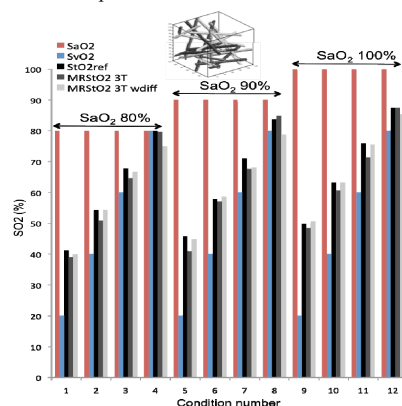 SaO2
SvO2
StO2ref
MRStO2 3T
MRStO2 3T wdiff
SaO2 80%
SaO2 90%
SaO2 100%
100
90
80
70
60
50
40
30
20
10
0
SO2 (%)
1 2 3 4 5 6 7 8 9 10 11 12
Condition number